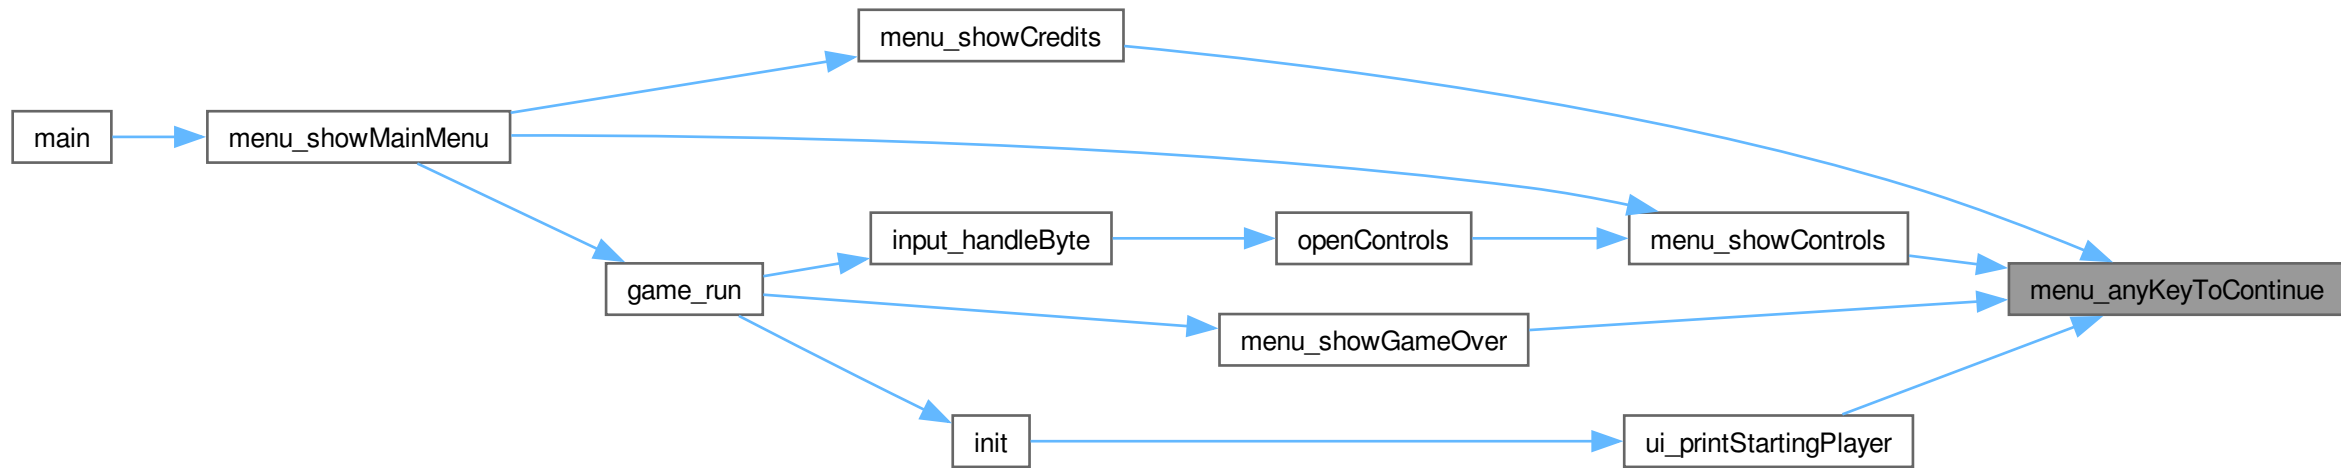 menu_showCredits
main
menu_showMainMenu
input_handleByte
openControls
menu_showControls
game_run
menu_anyKeyToContinue
menu_showGameOver
init
ui_printStartingPlayer